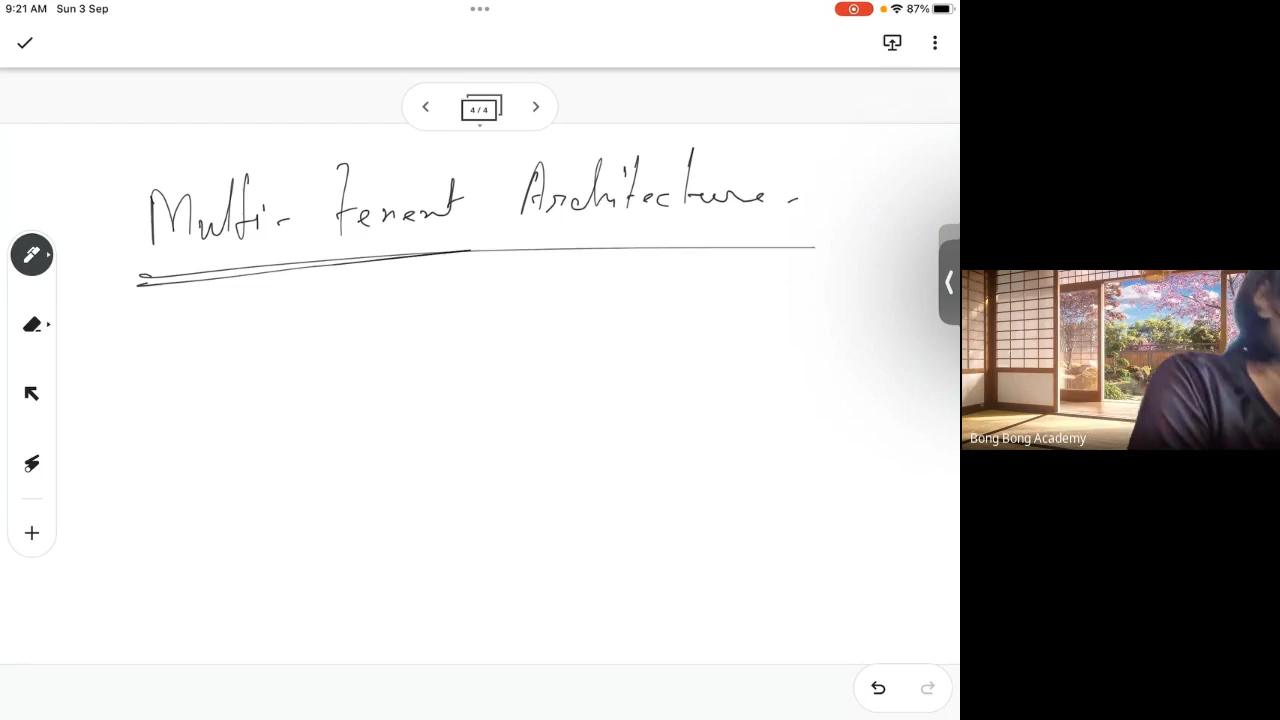 9:21 AM Sun 3 Sep
87%
4 / 4
Multi- Tenent Architecture.
Bong Bong Academy